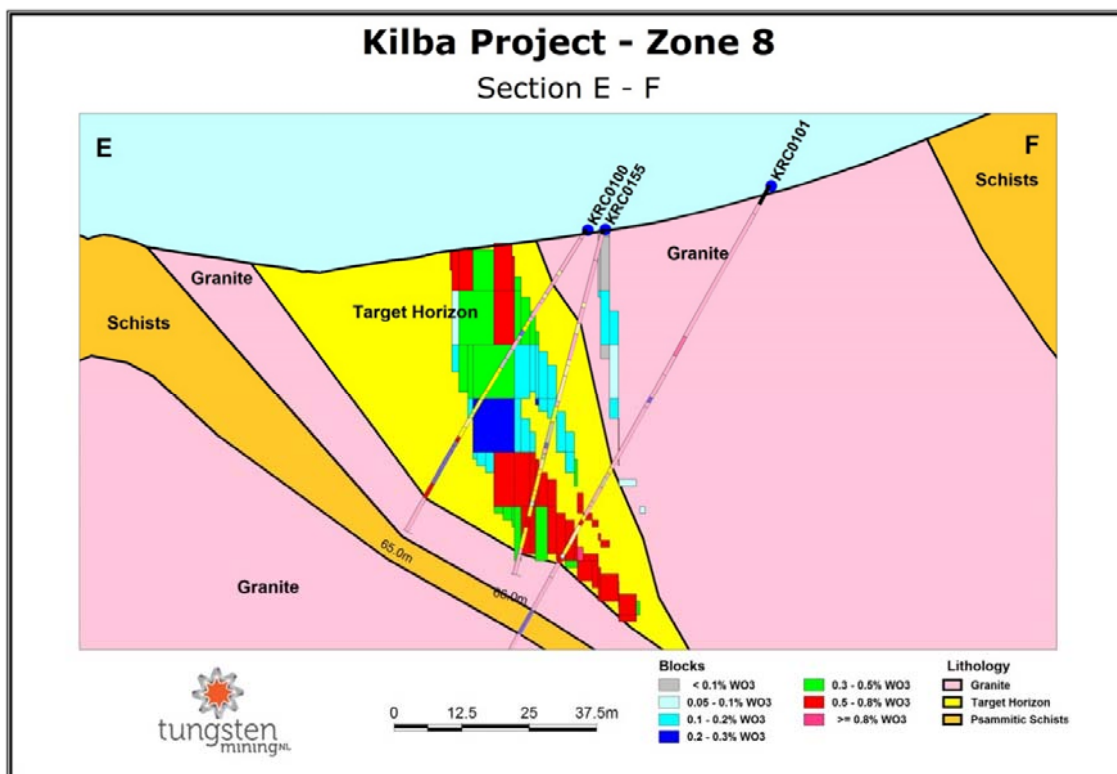 Kilba Project - Zone 8
Section E - F
E
F
KRC0100
KRC0155
KRC0101
Schists
Granite
Granite
Target Horizon
Schists
65.0m
66.0m
Granite
Blocks
< 0.1% WO3
0.05 - 0.1% WO3
0.1 - 0.2% WO3
0.2 - 0.3% WO3
0.3 - 0.5% WO3
0.5 - 0.8% WO3
>= 0.8% WO3
Lithology
Granite
Target Horizon
Psammitic Schists
0 12.5 25 37.5m
tungsten
mining NL